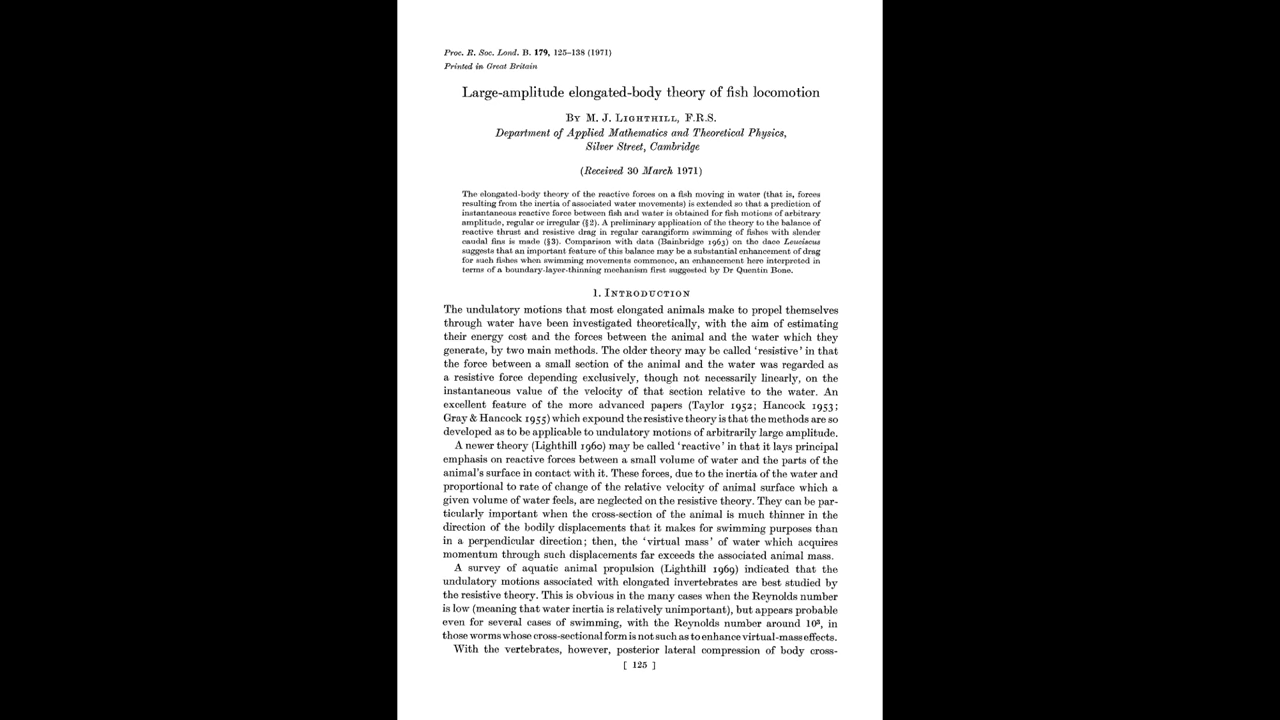 Proc. R. Soc. Lond. B. 179, 125–138 (1971)
Printed in Great Britain
Large-amplitude elongated-body theory of fish locomotion
By M. J. Lighthill, F.R.S.
Department of Applied Mathematics and Theoretical Physics,
Silver Street, Cambridge
(Received 30 March 1971)
The elongated-body theory of the reactive forces on a fish moving in water (that is, forces
resulting from the inertia of associated water movements) is extended so that a prediction of
instantaneous reactive force between fish and water is obtained for fish motions of arbitrary
amplitude, regular or irregular (§ 2). A preliminary application of the theory to the balance of
reactive thrust and resistive drag in regular carangiform swimming of fishes with slender
caudal fins is made (§ 3). Comparison with data (Bainbridge 1963) on the dace Leuciscus
suggests that an important feature of this balance may be a substantial enhancement of drag
for such fishes when swimming movements commence, an enhancement here interpreted in
terms of a boundary-layer-thinning mechanism first suggested by Dr Quentin Bone.
1. Introduction
The undulatory motions that most elongated animals make to propel themselves
through water have been investigated theoretically, with the aim of estimating
their energy cost and the forces between the animal and the water which they
generate, by two main methods. The older theory may be called 'resistive' in that
the force between a small section of the animal and the water was regarded as
a resistive force depending exclusively, though not necessarily linearly, on the
instantaneous value of the velocity of that section relative to the water. An
excellent feature of the more advanced papers (Taylor 1952; Hancock 1953;
Gray & Hancock 1955) which expound the resistive theory is that the methods are so
developed as to be applicable to undulatory motions of arbitrarily large amplitude.
A newer theory (Lighthill 1960) may be called 'reactive' in that it lays principal
emphasis on reactive forces between a small volume of water and the parts of the
animal's surface in contact with it. These forces, due to the inertia of the water and
proportional to rate of change of the relative velocity of animal surface which a
given volume of water feels, are neglected on the resistive theory. They can be par-
ticularly important when the cross-section of the animal is much thinner in the
direction of the bodily displacements that it makes for swimming purposes than
in a perpendicular direction; then, the 'virtual mass' of water which acquires
momentum through such displacements far exceeds the associated animal mass.
A survey of aquatic animal propulsion (Lighthill 1969) indicated that the
undulatory motions associated with elongated invertebrates are best studied by
the resistive theory. This is obvious in the many cases when the Reynolds number
is low (meaning that water inertia is relatively unimportant), but appears probable
even for several cases of swimming, with the Reynolds number around 10³, in
those worms whose cross-sectional form is not such as to enhance virtual-mass effects.
With the vertebrates, however, posterior lateral compression of body cross-
[ 125 ]